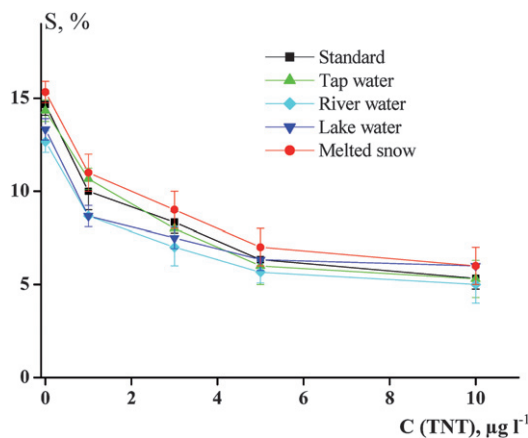 S, %
Standard
Tap water
River water
Lake water
Melted snow
15
10
5
0
0 2 4 6 8 10
C (TNT), µg l⁻¹